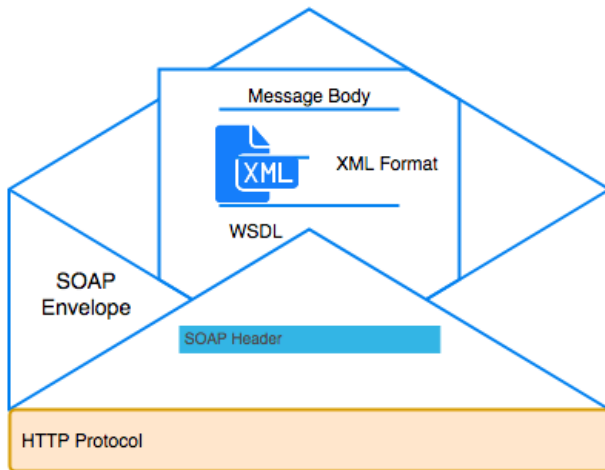 Message Body
XML
XML Format
WSDL
SOAP
Envelope
SOAP Header
HTTP Protocol